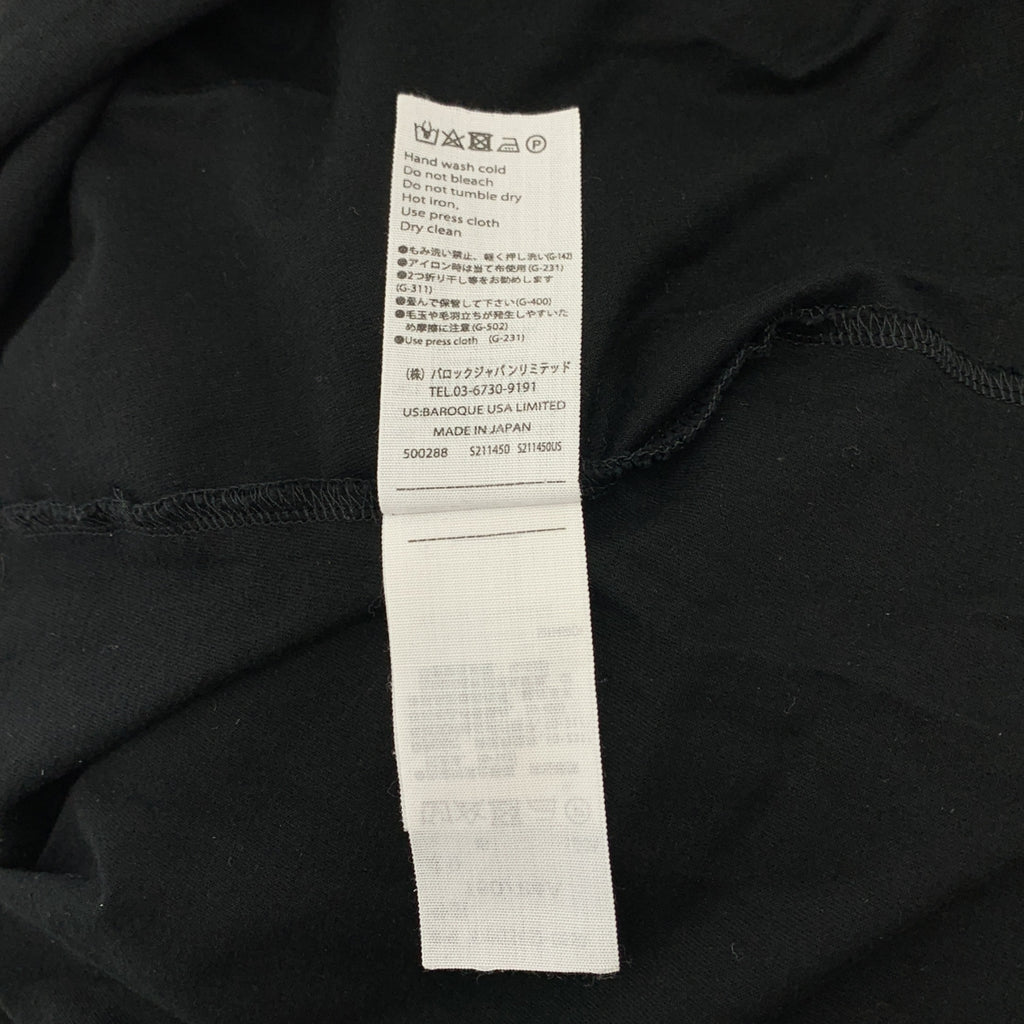 P
Hand wash cold
Do not bleach
Do not tumble dry
Hot iron,
Use press cloth
Dry clean
●もみ洗い禁止、軽く押し洗い(G-142)
●アイロン時は当て布使用(G-231)
●2つ折り干し等をお勧めします
(G-311)
●畳んで保管して下さい(G-400)
●毛玉や毛羽立ちが発生しやすいた
め摩擦に注意(G-502)
●Use press cloth (G-231)
(株) バロックジャパンリミテッド
TEL.03-6730-9191
US:BAROQUE USA LIMITED
MADE IN JAPAN
500288 S211450 S211450US